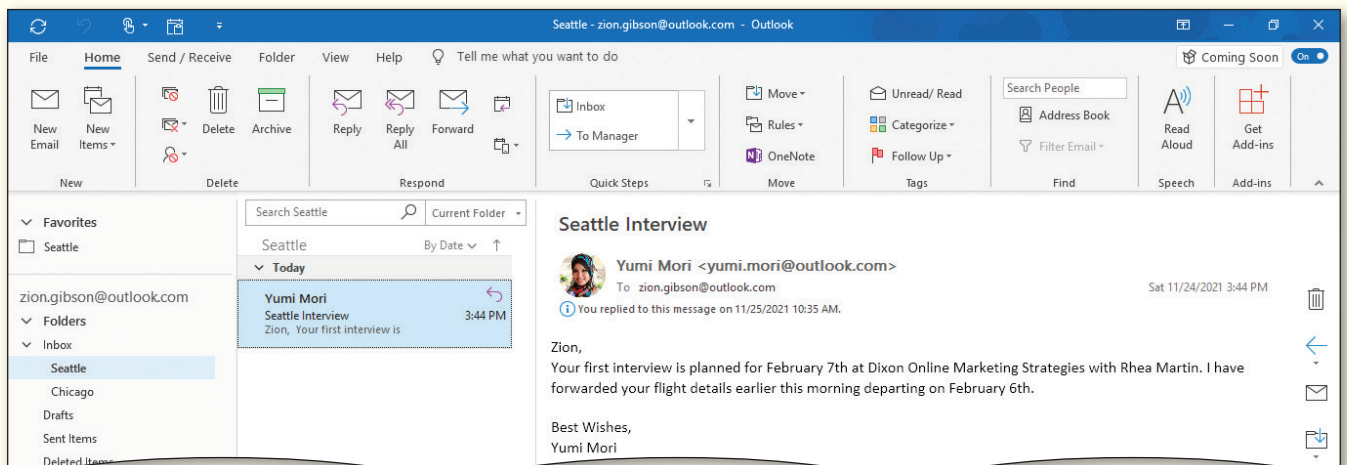 Seattle - zion.gibson@outlook.com - Outlook
File Home Send / Receive Folder View Help Tell me what you want to do Coming Soon On
New Email
New Items
Delete
Archive
Reply
Reply All
Forward
Inbox
To Manager
Move
Rules
OneNote
Unread/ Read
Categorize
Follow Up
Search People
Address Book
Filter Email
Read Aloud
Get Add-ins
New Delete Respond Quick Steps Move Tags Find Speech Add-ins
Favorites
Seattle
zion.gibson@outlook.com
Folders
Inbox
Seattle
Chicago
Drafts
Sent Items
Deleted Items
Search Seattle Current Folder
Seattle By Date
Today
Yumi Mori
Seattle Interview 3:44 PM
Zion, Your first interview is
Seattle Interview
Yumi Mori <yumi.mori@outlook.com>
To zion.gibson@outlook.com
Sat 11/24/2021 3:44 PM
You replied to this message on 11/25/2021 10:35 AM.
Zion,
Your first interview is planned for February 7th at Dixon Online Marketing Strategies with Rhea Martin. I have
forwarded your flight details earlier this morning departing on February 6th.
Best Wishes,
Yumi Mori